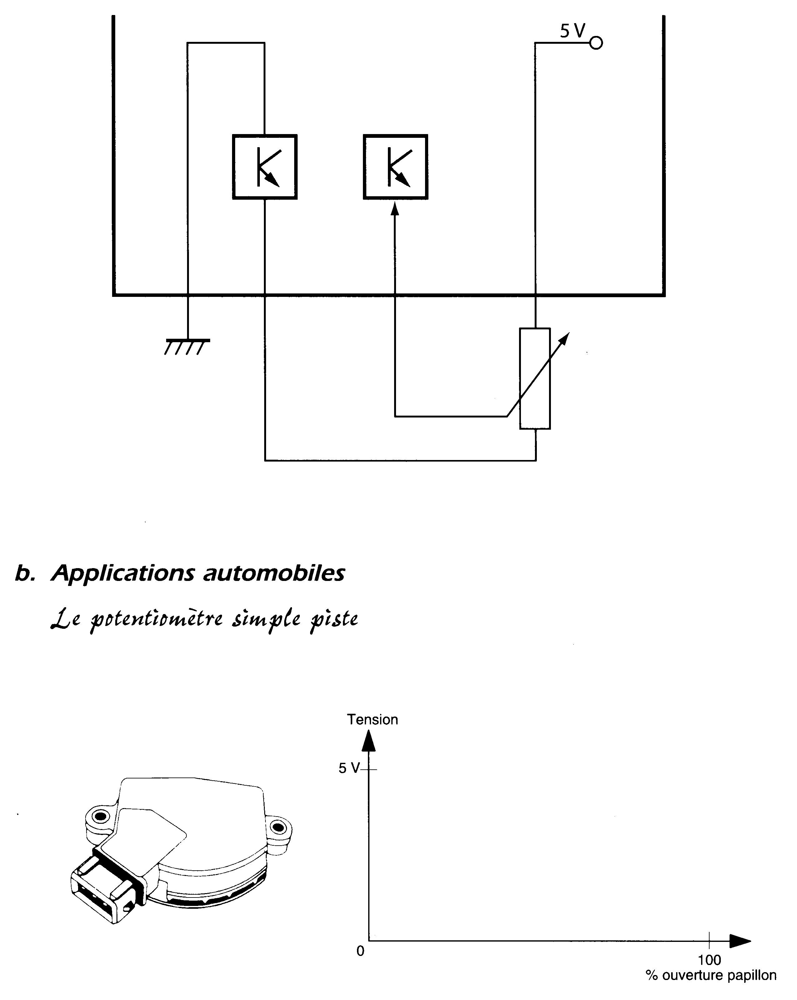 5 V
b. Applications automobiles
Le potentiomètre simple piste
Tension
5 V
0
100
% ouverture papillon